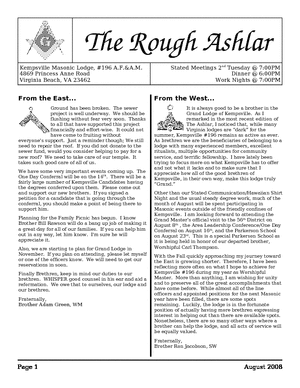 The Rough Ashlar
Kempsville Masonic Lodge, #196 A.F.&A.M.
4869 Princess Anne Road
Virginia Beach, VA 23462
Stated Meetings 2nd Tuesday @ 7:00PM
Dinner @ 6:00PM
Work Nights @ 7:00PM
From the East…
Ground has been broken. The sewer
project is well underway. We should be
flushing without fear very soon. Thanks
to all that have supported this project
financially and effort-wise. It could not
have come to fruition without
everyone's support. Just a reminder though; We still
need to repair the roof. If you did not donate to the
sewer fund, would you consider helping to pay for a
new roof? We need to take care of our temple. It
takes such good care of all of us.
We have some very important events coming up. The
One Day Conferral will be on the 16th. There will be a
fairly large number of Kempsville Candidates having
the degrees conferred upon them. Please come out
and support our new brothers. If you signed a
petition for a candidate that is going through the
conferral, you should make a point of being there to
support him.
Planning for the Family Picnic has begun. I know
Brother Bill Rawson will do a bang up job of making it
a great day for all of our families. If you can help him
out in any way, let him know. I'm sure he will
appreciate it.
Also, we are starting to plan for Grand Lodge in
November. If you plan on attending, please let myself
or one of the officers know. We will need to get our
reservations in soon.
Finally Brethren, keep in mind our duties to our
brethren. WHISPER good counsel in his ear and aid a
reformation. We owe that to ourselves, our lodge and
our brethren.
Fraternally,
Brother Adam Green, WM
From the West…
It is always good to be a brother in the
Grand Lodge of Kempsville. As I
remarked in the most recent edition of
The Ashlar, I noticed that, while many
Virginia lodges are "dark" for the
summer, Kempsville #196 remains as active as ever.
As brethren we are the beneficiaries of belonging to a
lodge with many experienced members, excellent
ritualists, multiple opportunities for community
service, and terrific fellowship. I have lately been
trying to focus more on what Kempsville has to offer
and not what it lacks and to make sure that I
appreciate how all of the good brethren of
Kemspville, in their own way, make this lodge truly
"Grand."
Other than our Stated Communication/Hawaiian Shirt
Night and the usual steady degree work, much of the
month of August will be spent participating in
Masonic events outside of the friendly confines of
Kempsville. I am looking forward to attending the
Grand Master's official visit to the 56th District on
August 8th, the Area Leadership Conference/One Day
Conferral on August 16th, and the Parkerson School
on August 23rd. This is a special Parkerson as
it is being held in honor of our departed brother,
Worshipful Carl Thompson.
With the Fall quickly approaching my journey toward
the East is growing shorter. Therefore, I have been
reflecting more often on what I hope to achieve for
Kempsville #196 during my year as Worshipful
Master. More than anything, I am wishing for unity
and to preserve all of the great accomplishments that
have come before. While almost all of the line
officers and appointed positions for the next Masonic
year have been filled, there are some spots
remaining. Luckily, the lodge is in the fortunate
position of actually having more brethren expressing
interest in helping out than there are available spots.
Nonetheless, there are so many other ways where a
brother can help the lodge, and all acts of service will
be equally valued.
Fraternally,
Brother Rao Jacobson, SW
Page 1
August 2008